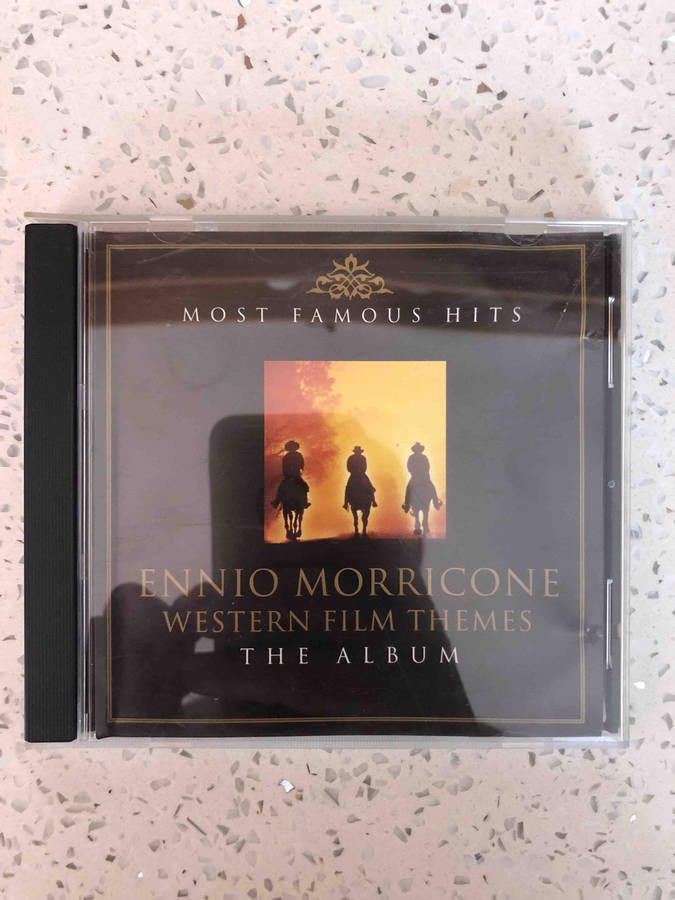 MOST FAMOUS HITS
ENNIO MORRICONE
WESTERN FILM THEMES
THE ALBUM